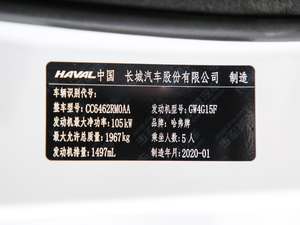 HAVAL中国 长城汽车股份有限公司 制造
车辆识别代号:
整车型号: CC6462RM0AA 发动机型号: GW4G15F
发动机最大净功率: 105kW 品牌: 哈弗牌
最大允许总质量: 1967kg 乘坐人数: 5人
发动机排量: 1497mL 制造年月: 2020-01